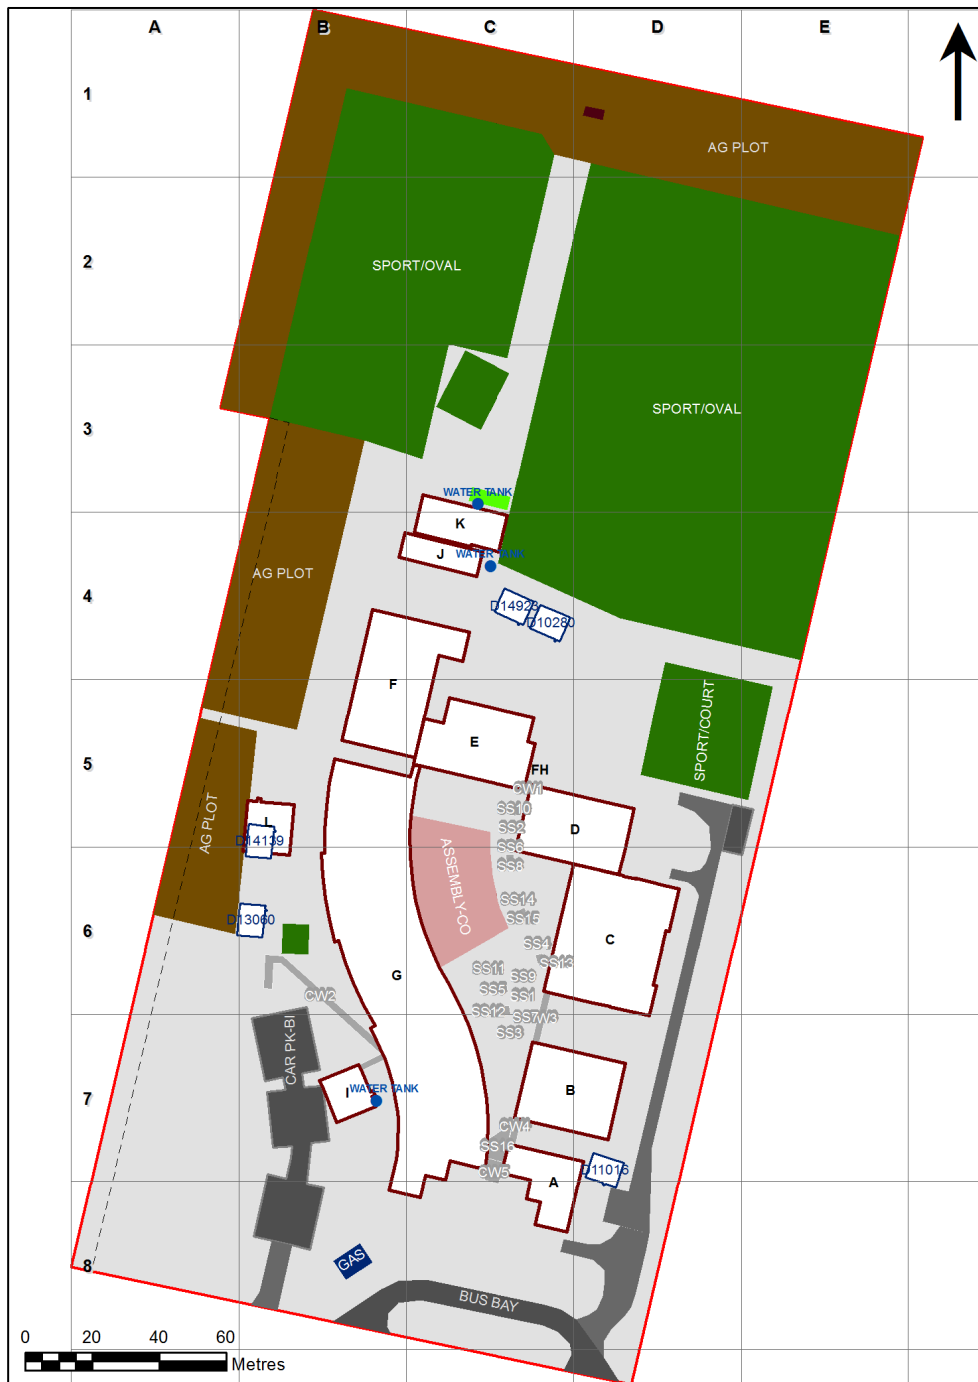 A B C D E
1
AG PLOT
2
SPORT/OVAL
3
SPORT/OVAL
WATER TANK
K
J
WATER TANK
4
AG PLOT
D14923
D10280
F
SPORT/COURT
E
5
FH
CW1
SS10
D
AG PLOT
SS2
D14139
SS6
ASSEMBLY-CO
SS8
SS14
D13060
SS15
6
SS4
C
SS13
G
SS11
SS9
CW2
SS5
SS1
SS12
SS7
W3
SS3
CAR PK-BI
I
WATER TANK
7
B
CW4
SS16
CW5
D11016
A
8
GAS
BUS BAY
0 20 40 60
Metres